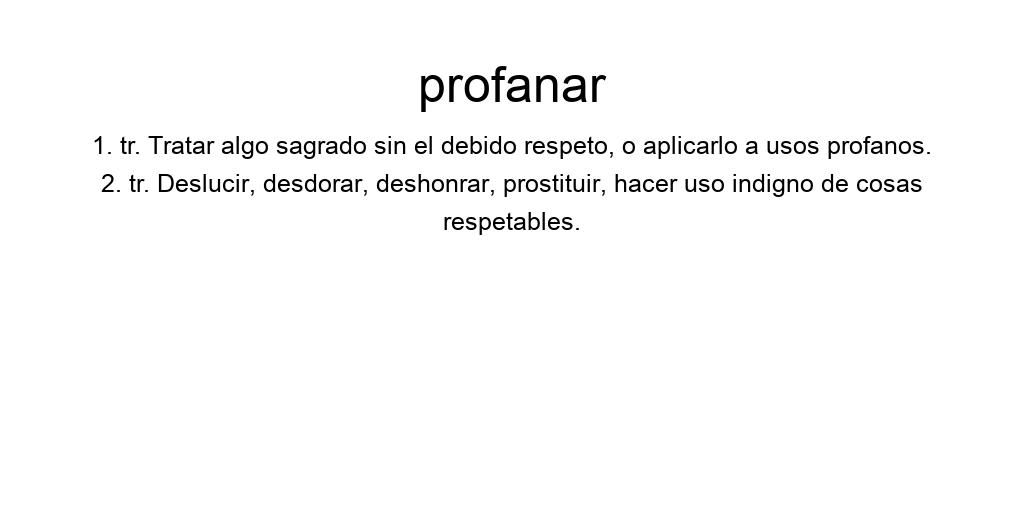 profanar
1. tr. Tratar algo sagrado sin el debido respeto, o aplicarlo a usos profanos.
2. tr. Deslucir, desdorar, deshonrar, prostituir, hacer uso indigno de cosas
respetables.